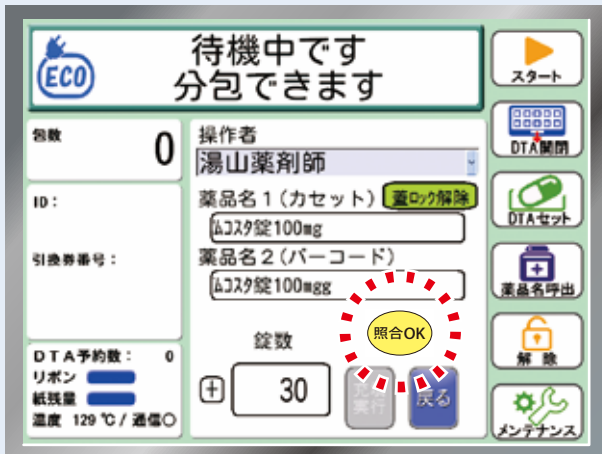 ECO
待機中です
分包できます
スタート
包数
0
操作者
湯山薬剤師
DTA開閉
ID:
薬品名1(カセット)
蓋ロック解除
ムコスタ錠100mg
DTAセット
引換券番号:
薬品名2(バーコード)
ムコスタ錠100mgg
薬品名呼出
照合OK
錠数
+
30
実行
戻る
解除
DTA予約数: 0
リボン
紙残量
温度 129℃/通信〇
メンテナンス